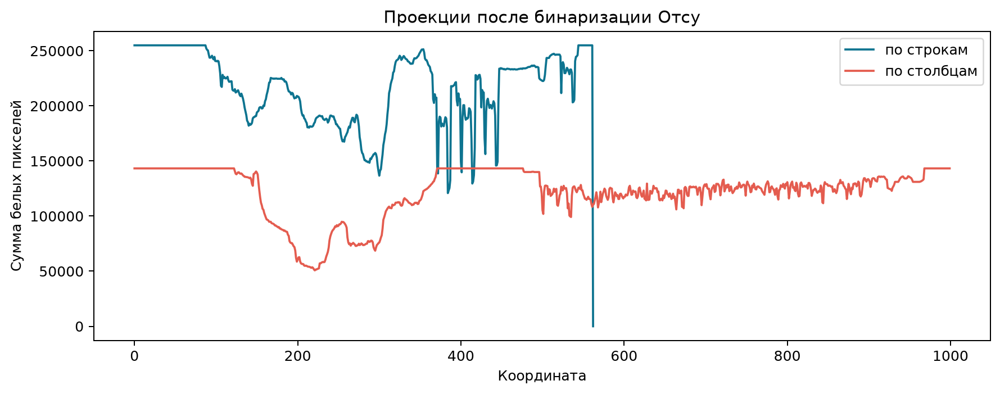 Проекции после бинаризации Отсу
по строкам
по столбцам
Сумма белых пикселей
250000
200000
150000
100000
50000
0
0 200 400 600 800 1000
Координата